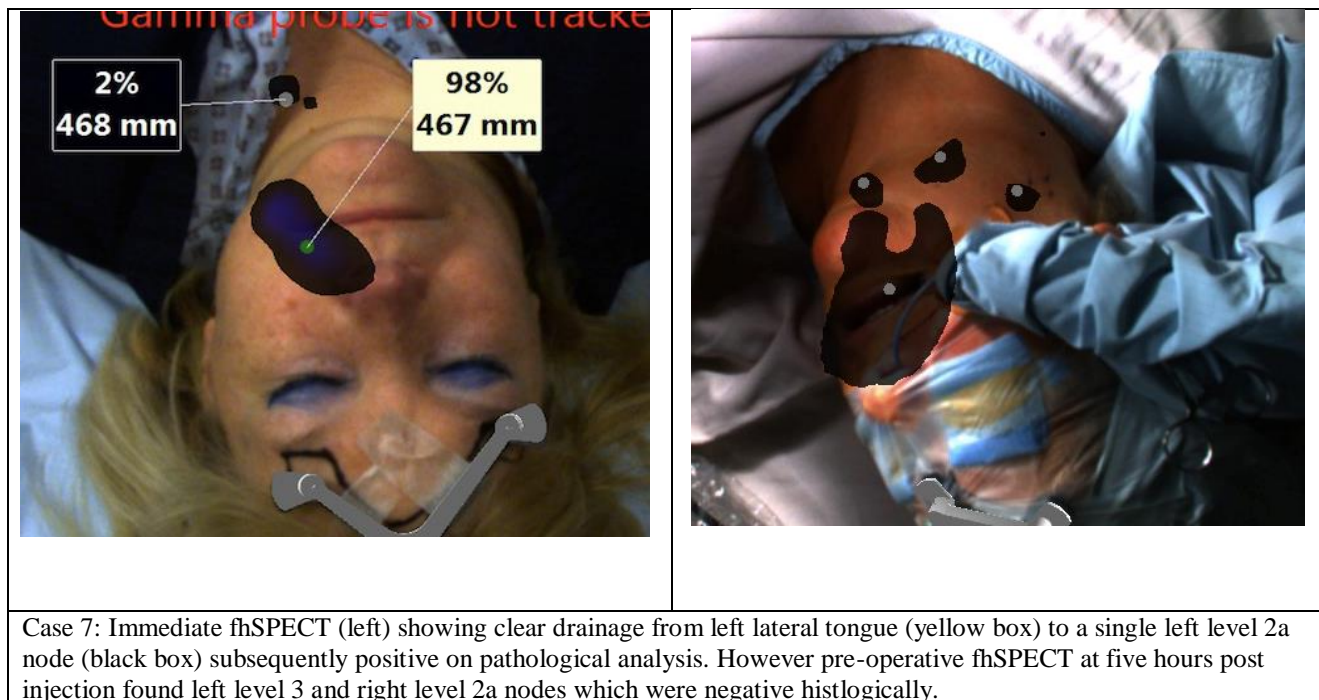 Gamma probe is not tracke
2%
468 mm
98%
467 mm
Case 7: Immediate fhSPECT (left) showing clear drainage from left lateral tongue (yellow box) to a single left level 2a
node (black box) subsequently positive on pathological analysis. However pre-operative fhSPECT at five hours post
injection found left level 3 and right level 2a nodes which were negative histlogically.